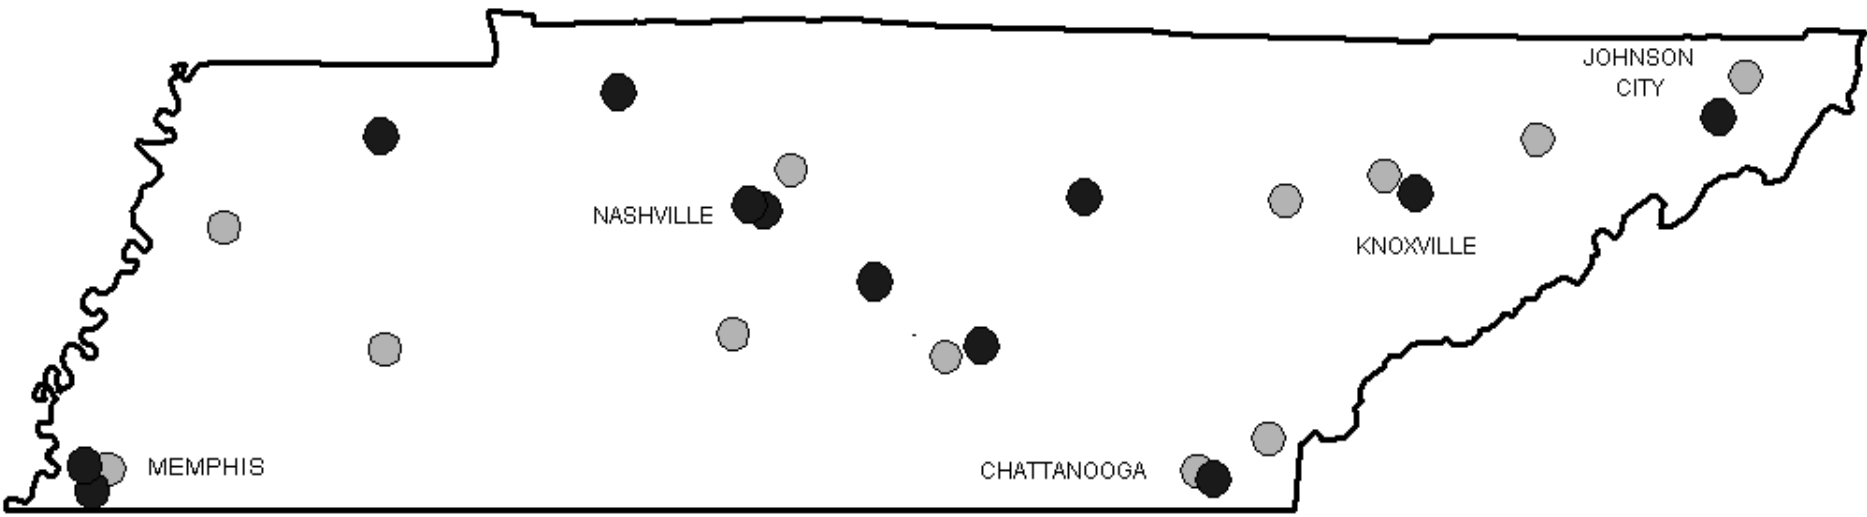 JOHNSON
CITY
NASHVILLE
KNOXVILLE
MEMPHIS
CHATTANOOGA